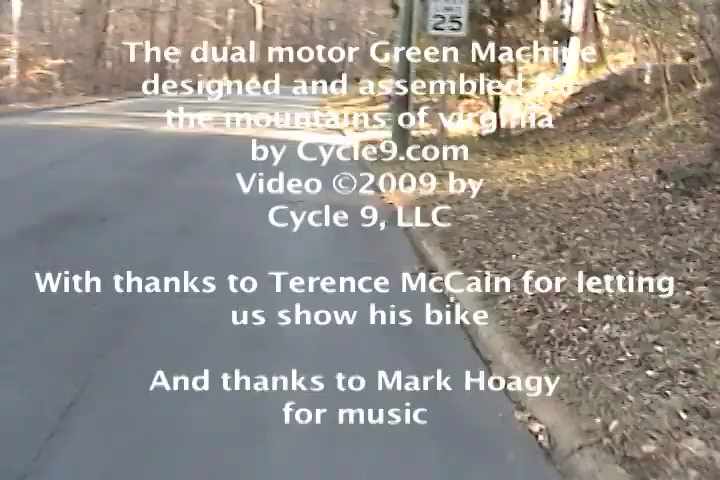 LIMIT
25
The dual motor Green Machine
designed and assembled for
the mountains of virginia
by Cycle9.com
Video ©2009 by
Cycle 9, LLC
With thanks to Terence McCain for letting
us show his bike
And thanks to Mark Hoagy
for music